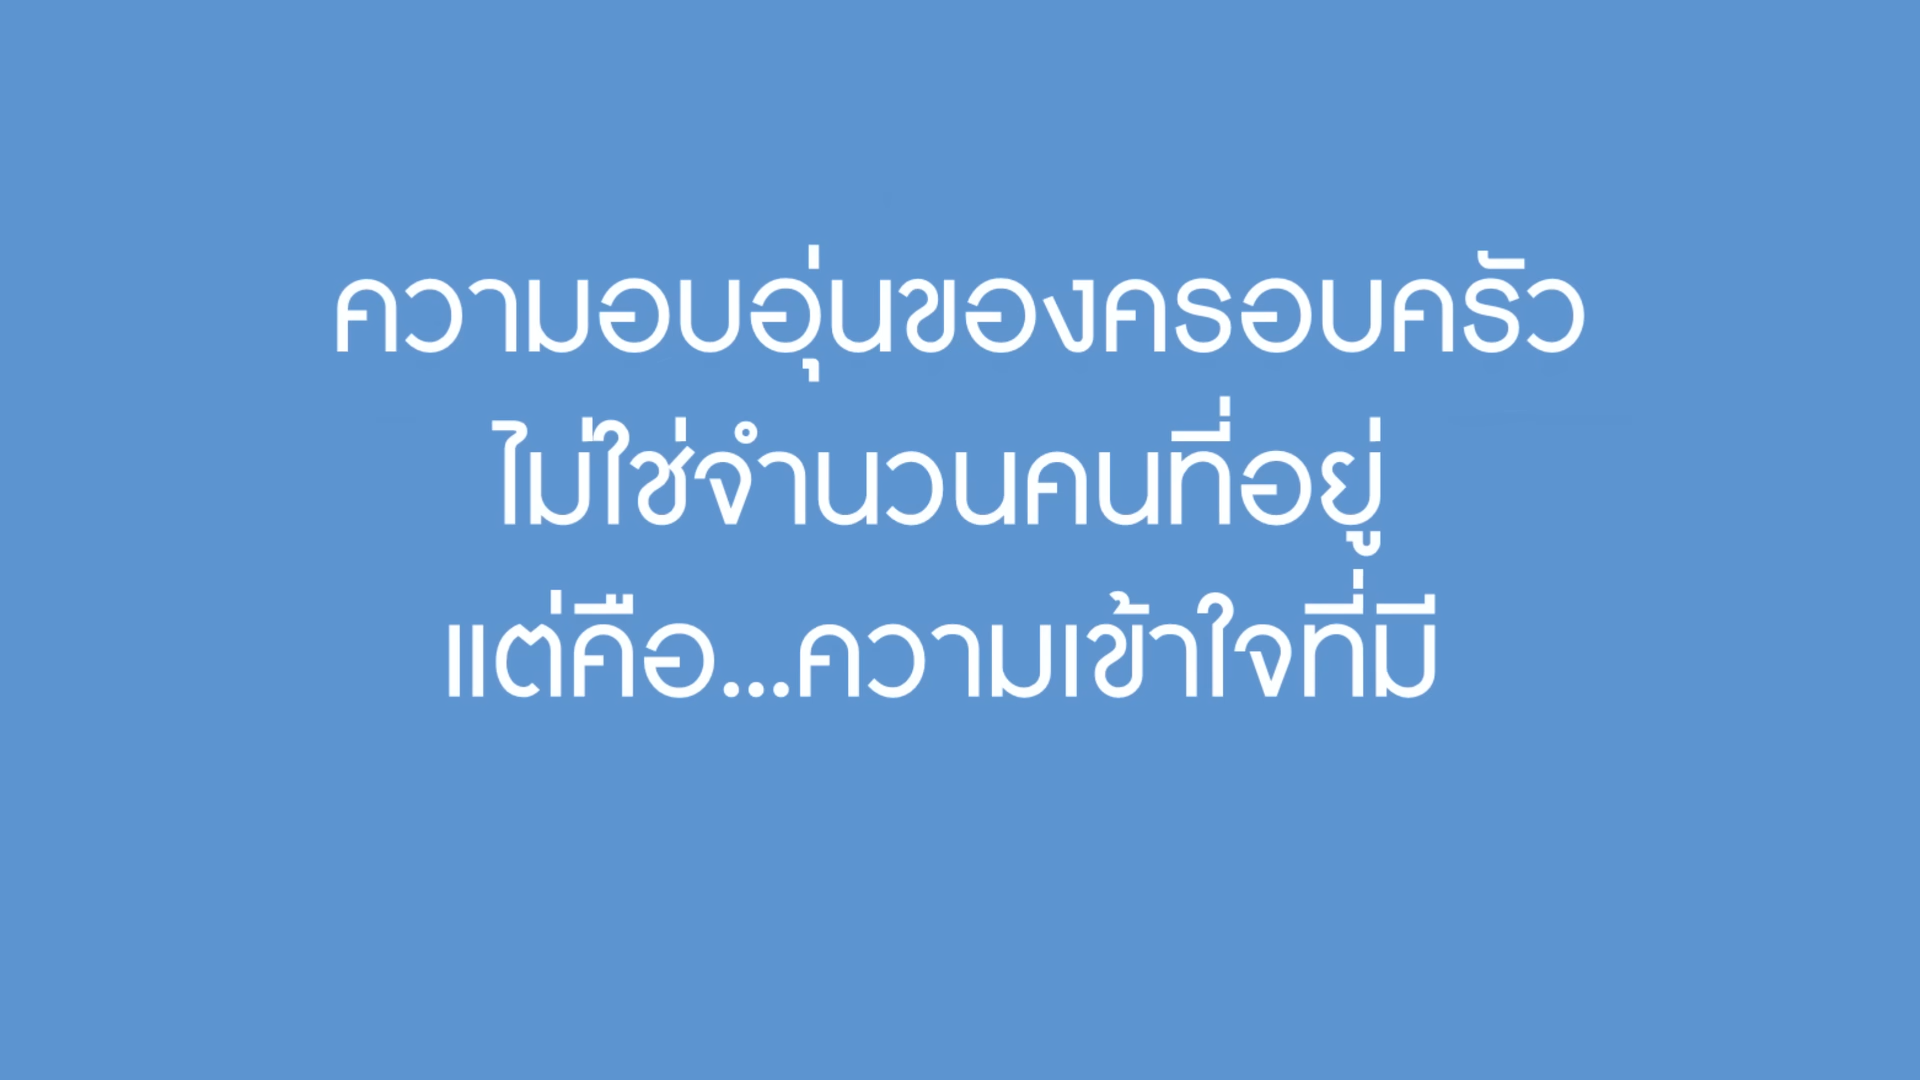 ความอบอุ่นของครอบครัว
ไม่ใช่จำนวนคนที่อยู่
แต่คือ...ความเข้าใจที่มี